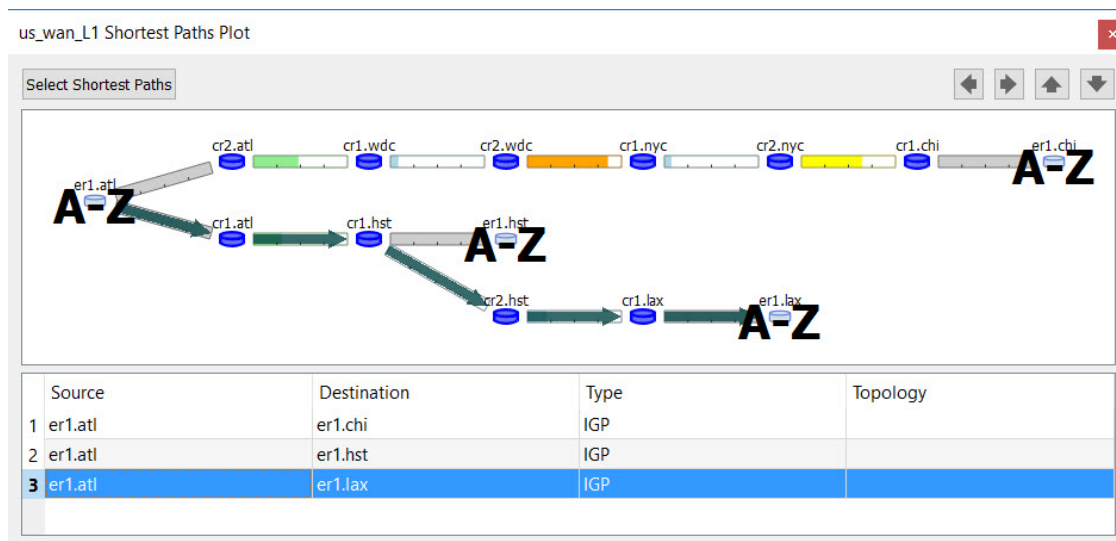 us_wan_L1 Shortest Paths Plot
Select Shortest Paths
cr2.atl cr1.wdc cr2.wdc cr1.nyc cr2.nyc cr1.chi er1.chi
A-Z
er1.atl
A-Z
cr1.atl cr1.hst er1.hst
A-Z
cr2.hst cr1.lax er1.lax
A-Z
Source Destination Type Topology
1 er1.atl er1.chi IGP
2 er1.atl er1.hst IGP
3 er1.atl er1.lax IGP